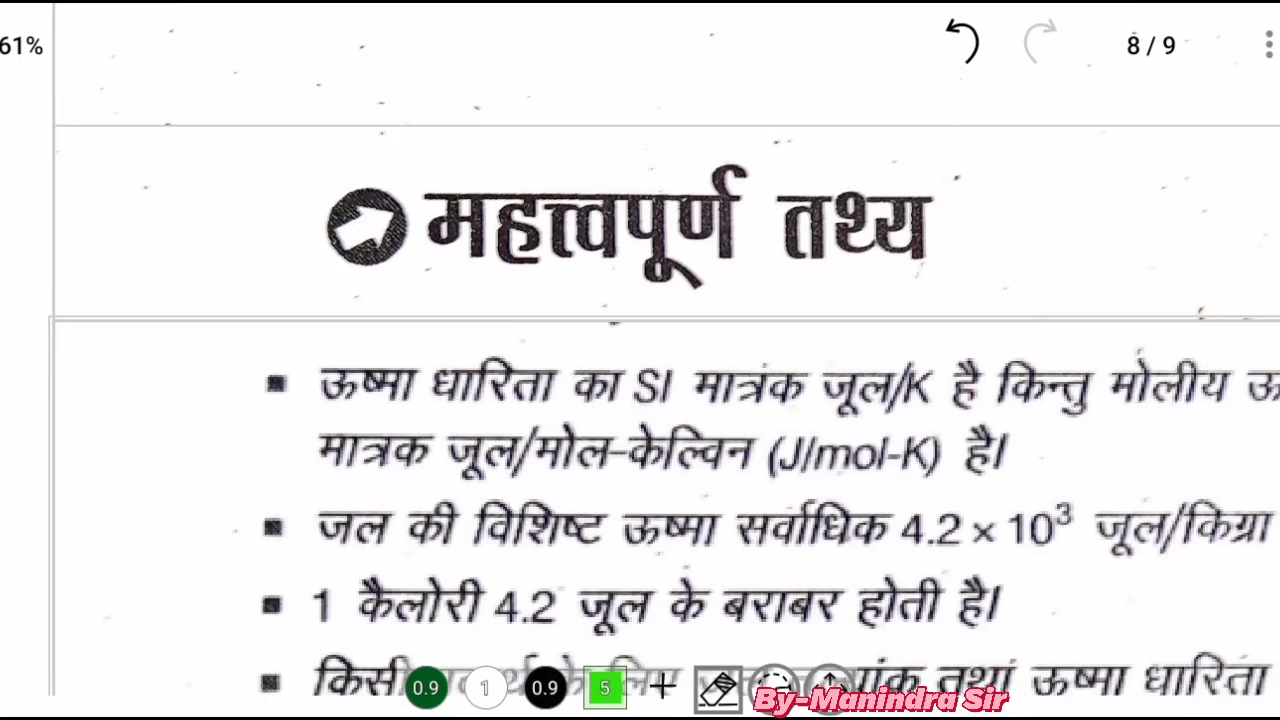 61%
8 / 9
महत्त्वपूर्ण तथ्य
ऊष्मा धारिता का SI मात्रंक जूल/K है किन्तु मोलीय
मात्रक जूल/मोल-केल्विन (J/mol-K) है।
जल की विशिष्ट ऊष्मा सर्वाधिक 4.2 × 10³ जूल/किग्रा
1 कैलोरी 4.2 जूल के बराबर होती है।
किसी तथा ऊष्मा धारिता
0.9 1 0.9 5
By-Manindra Sir